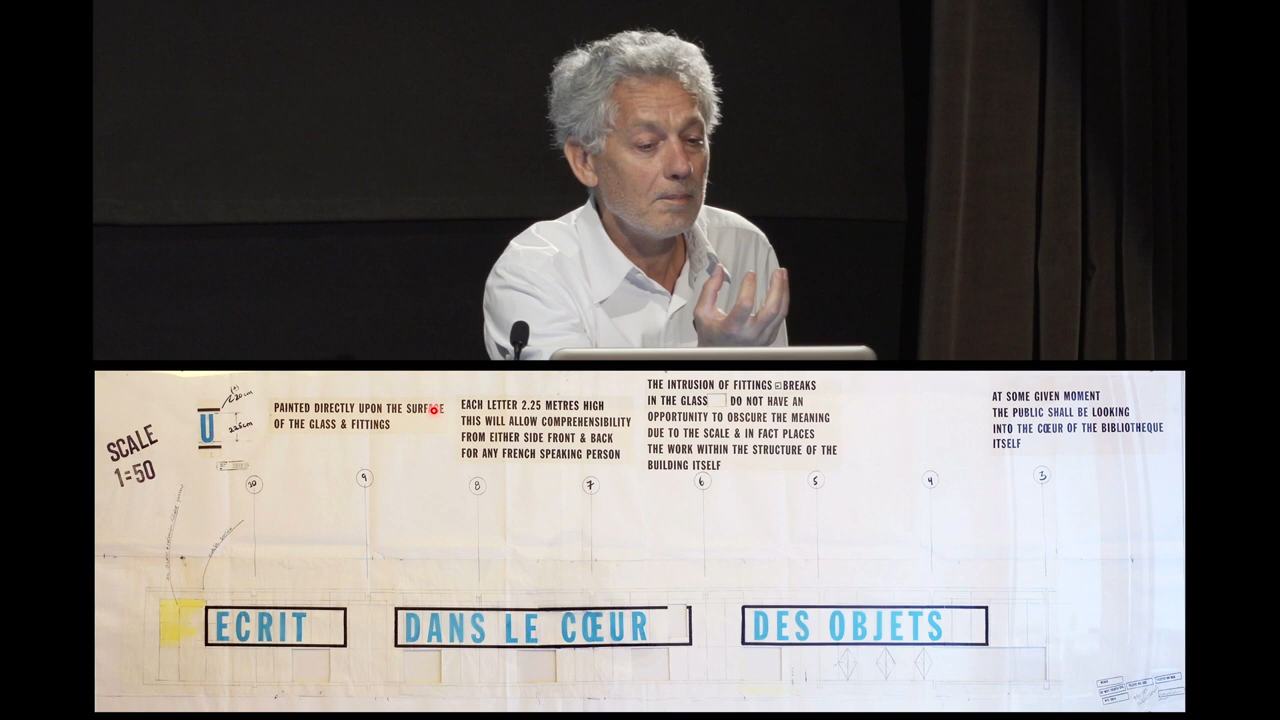 SCALE
1=50
U
225cm
PAINTED DIRECTLY UPON THE SURFACE
OF THE GLASS & FITTINGS
EACH LETTER 2.25 METRES HIGH
THIS WILL ALLOW COMPREHENSIBILITY
FROM EITHER SIDE FRONT & BACK
FOR ANY FRENCH SPEAKING PERSON
THE INTRUSION OF FITTINGS BREAKS
IN THE GLASS DO NOT HAVE AN
OPPORTUNITY TO OBSCURE THE MEANING
DUE TO THE SCALE & IN FACT PLACES
THE WORK WITHIN THE STRUCTURE OF THE
BUILDING ITSELF
AT SOME GIVEN MOMENT
THE PUBLIC SHALL BE LOOKING
INTO THE CŒUR OF THE BIBLIOTHEQUE
ITSELF
10 9 8 7 6 5 4 3
ECRIT DANS LE CŒUR DES OBJETS